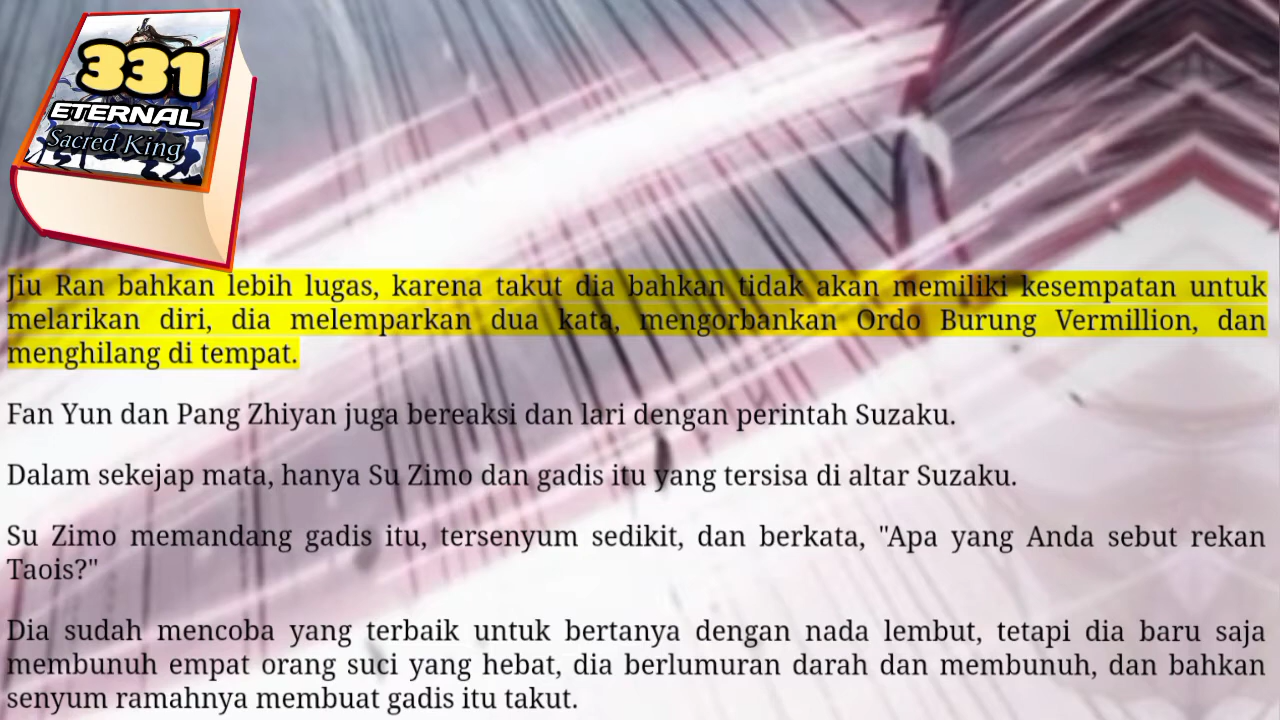 331
ETERNAL
Sacred King
Jiu Ran bahkan lebih lugas, karena takut dia bahkan tidak akan memiliki kesempatan untuk
melarikan diri, dia melemparkan dua kata, mengorbankan Ordo Burung Vermillion, dan
menghilang di tempat.
Fan Yun dan Pang Zhiyan juga bereaksi dan lari dengan perintah Suzaku.
Dalam sekejap mata, hanya Su Zimo dan gadis itu yang tersisa di altar Suzaku.
Su Zimo memandang gadis itu, tersenyum sedikit, dan berkata, "Apa yang Anda sebut rekan
Taois?"
Dia sudah mencoba yang terbaik untuk bertanya dengan nada lembut, tetapi dia baru saja
membunuh empat orang suci yang hebat, dia berlumuran darah dan membunuh, dan bahkan
senyum ramahnya membuat gadis itu takut.